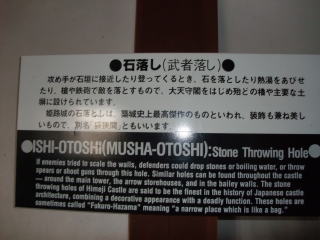 ●石落し(武者落し)●
攻め手が石垣に接近したり登ってくるとき、石を落としたり熱湯をあびせ
たり、槍や鉄砲で敵を落とすもので、大天守閣をはじめ殆どの櫓や主要な土
塀に設けられています。
姫路城の石落しは、築城史上最高傑作のものといわれ、装飾も兼ね美し
いもので、別名「袋狭間」ともいいます。
●ISHI-OTOSHI(MUSHA-OTOSHI):Stone Throwing Hole●
If enemies tried to scale the walls, defenders could drop stones or boiling water, or throw
spears or shoot guns through this hole. Similar holes can be found throughout the castle
— around the main tower, the arrow storehouses, and in the bailey walls. The stone
throwing holes of Himeji Castle are said to be the finest in the history of Japanese castle
architecture, combining a decorative appearance with a deadly function. These holes are
sometimes called "Fukuro-Hazama" meaning "a narrow place which is like a bag."